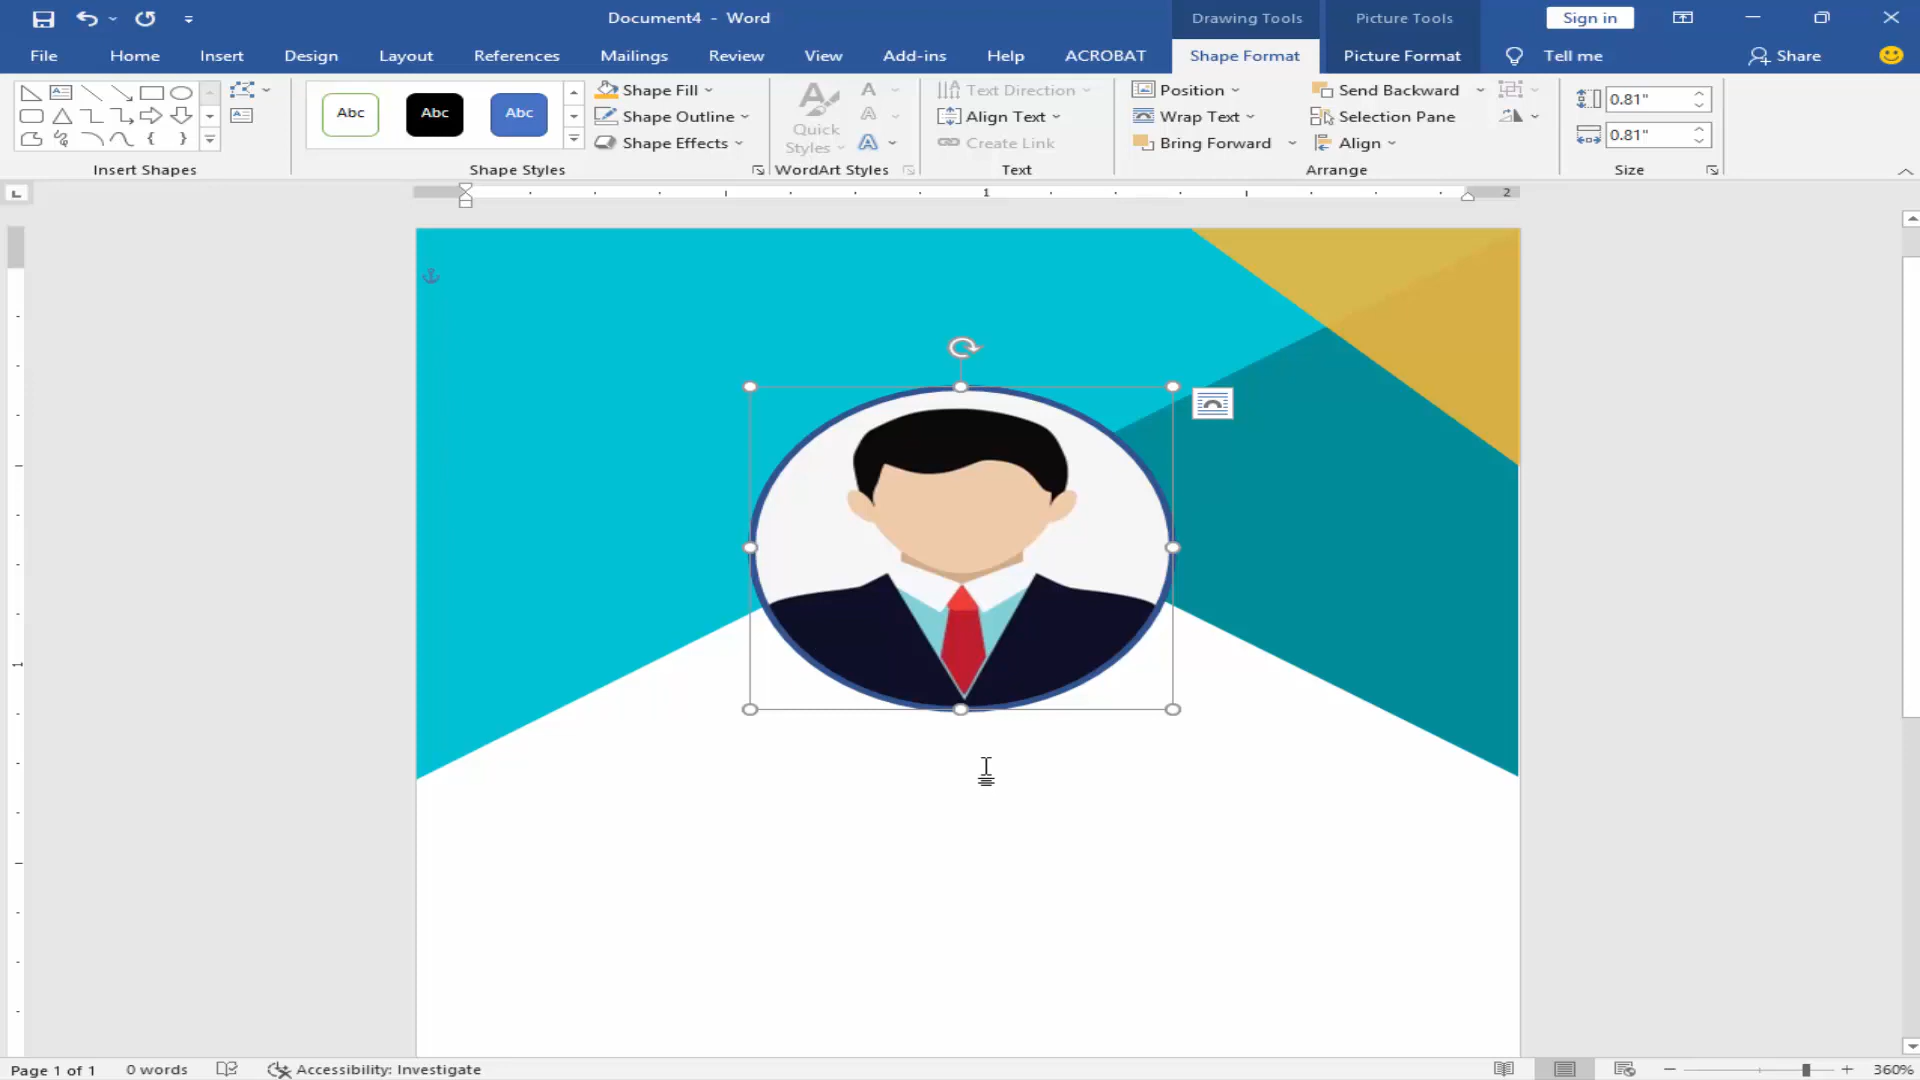 Document4 - Word
Drawing Tools
Picture Tools
Sign in
File
Home
Insert
Design
Layout
References
Mailings
Review
View
Add-ins
Help
ACROBAT
Shape Format
Picture Format
Tell me
Share
Abc
Abc
Abc
Shape Fill
Shape Outline
Shape Effects
Quick
Styles
Text Direction
Align Text
Create Link
Position
Wrap Text
Bring Forward
Send Backward
Selection Pane
Align
0.81"
0.81"
Insert Shapes
Shape Styles
WordArt Styles
Text
Arrange
Size
1
2
1
Page 1 of 1
0 words
Accessibility: Investigate
360%